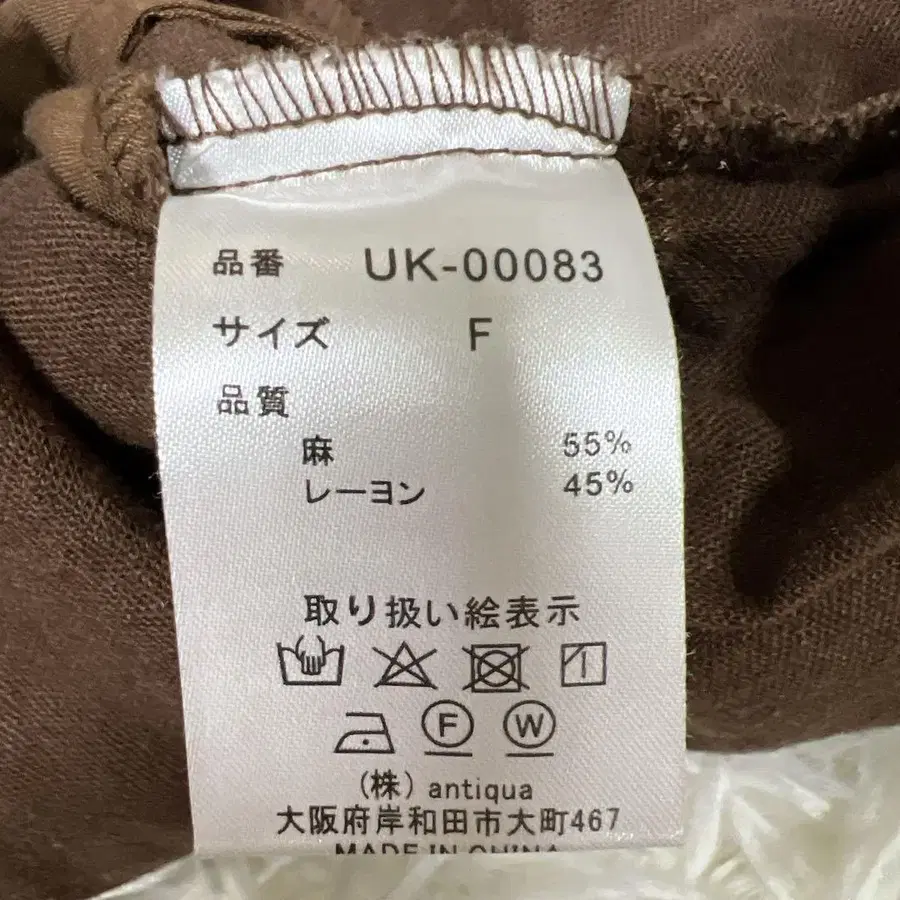 品番 UK-00083
サイズ F
品質
麻 55%
レーヨン 45%
取り扱い絵表示
F W
(株) antiqua
大阪府岸和田市大町467
MADE IN CHINA